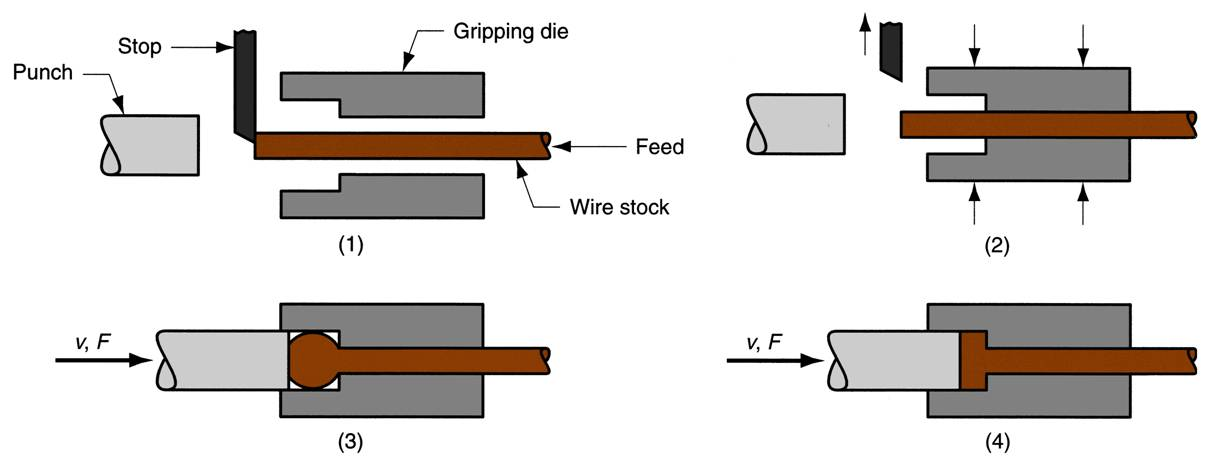 Gripping die
Stop
Punch
Feed
Wire stock
(1)
(2)
v, F
(3)
v, F
(4)